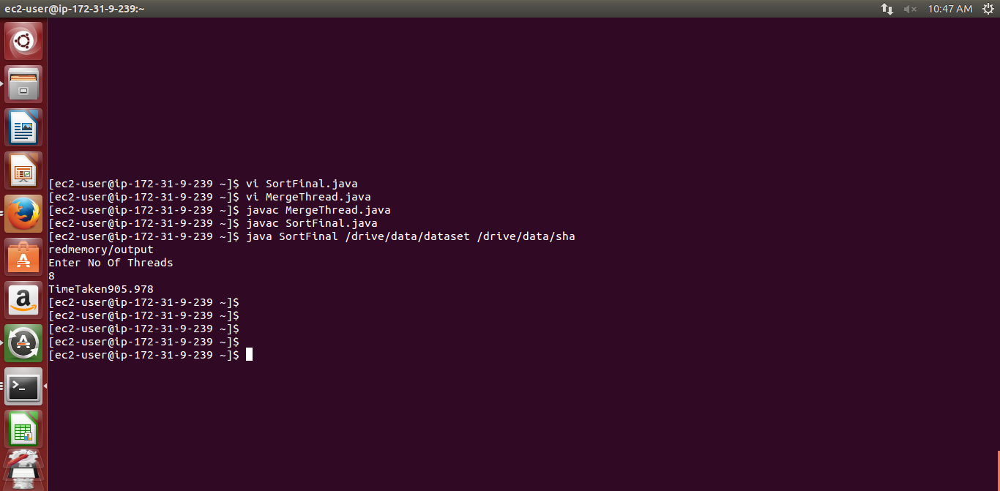 ec2-user@ip-172-31-9-239:~
10:47 AM
[ec2-user@ip-172-31-9-239 ~]$ vi SortFinal.java
[ec2-user@ip-172-31-9-239 ~]$ vi MergeThread.java
[ec2-user@ip-172-31-9-239 ~]$ javac MergeThread.java
[ec2-user@ip-172-31-9-239 ~]$ javac SortFinal.java
[ec2-user@ip-172-31-9-239 ~]$ java SortFinal /drive/data/dataset /drive/data/sha
redmemory/output
Enter No Of Threads
8
TimeTaken905.978
[ec2-user@ip-172-31-9-239 ~]$
[ec2-user@ip-172-31-9-239 ~]$
[ec2-user@ip-172-31-9-239 ~]$
[ec2-user@ip-172-31-9-239 ~]$
[ec2-user@ip-172-31-9-239 ~]$